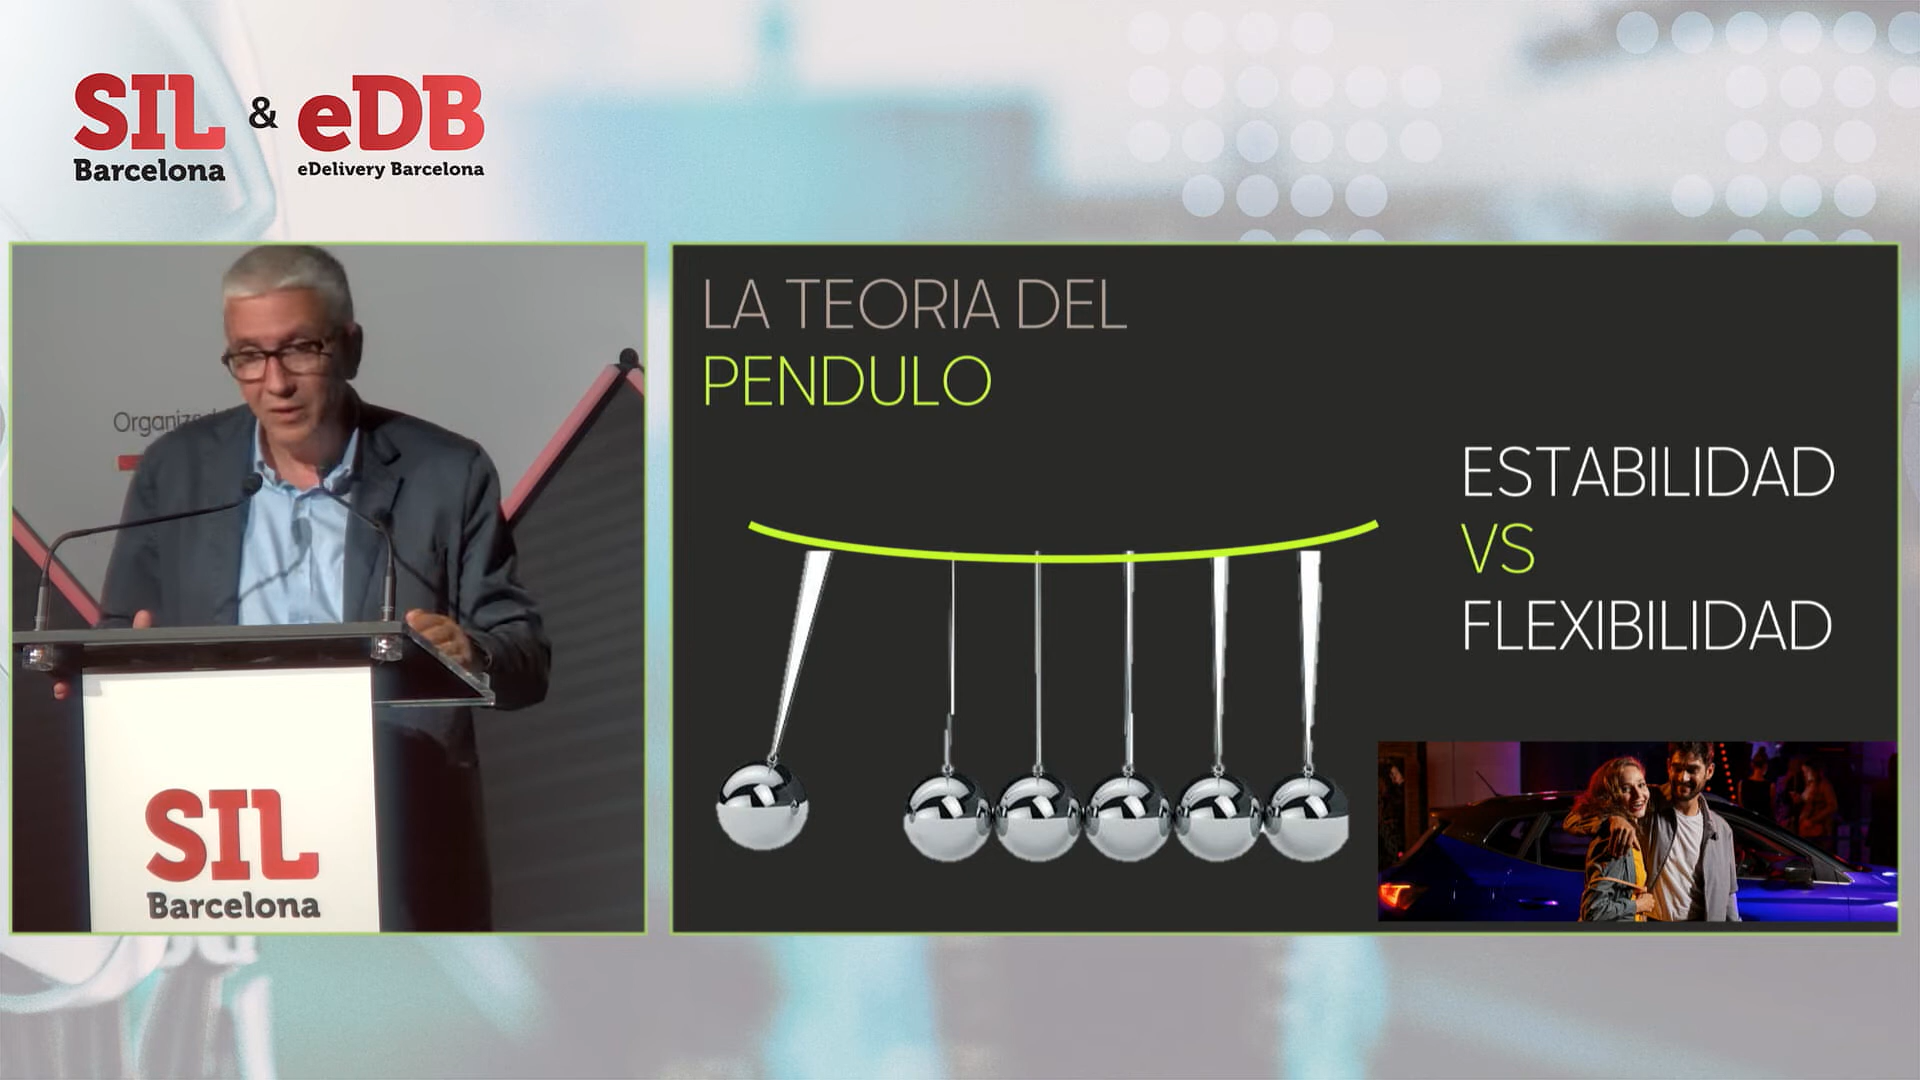 SIL
Barcelona
&
eDB
eDelivery Barcelona
LA TEORIA DEL
PENDULO
ESTABILIDAD
VS
FLEXIBILIDAD
SIL
Barcelona